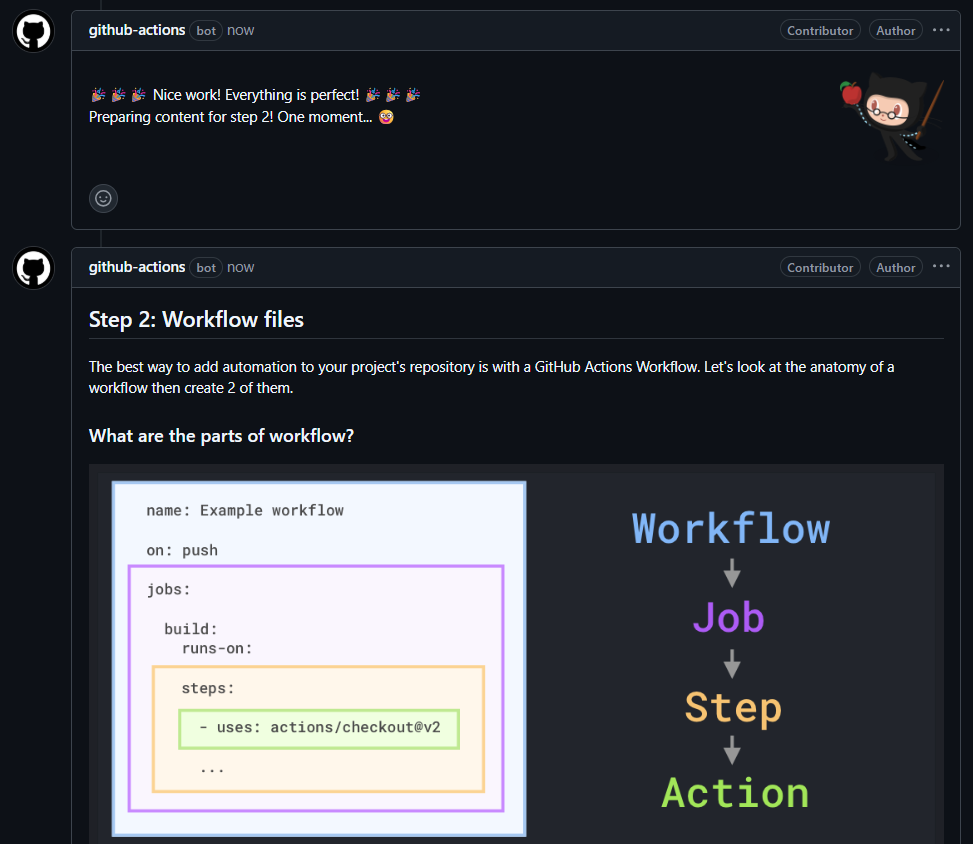 github-actions bot now Contributor Author
🎉 🎉 🎉 Nice work! Everything is perfect! 🎉 🎉 🎉
Preparing content for step 2! One moment... 🤪
github-actions bot now Contributor Author
Step 2: Workflow files
The best way to add automation to your project's repository is with a GitHub Actions Workflow. Let's look at the anatomy of a
workflow then create 2 of them.
What are the parts of workflow?
name: Example workflow
on: push
jobs:
build:
runs-on:
steps:
- uses: actions/checkout@v2
...
Workflow
Job
Step
Action